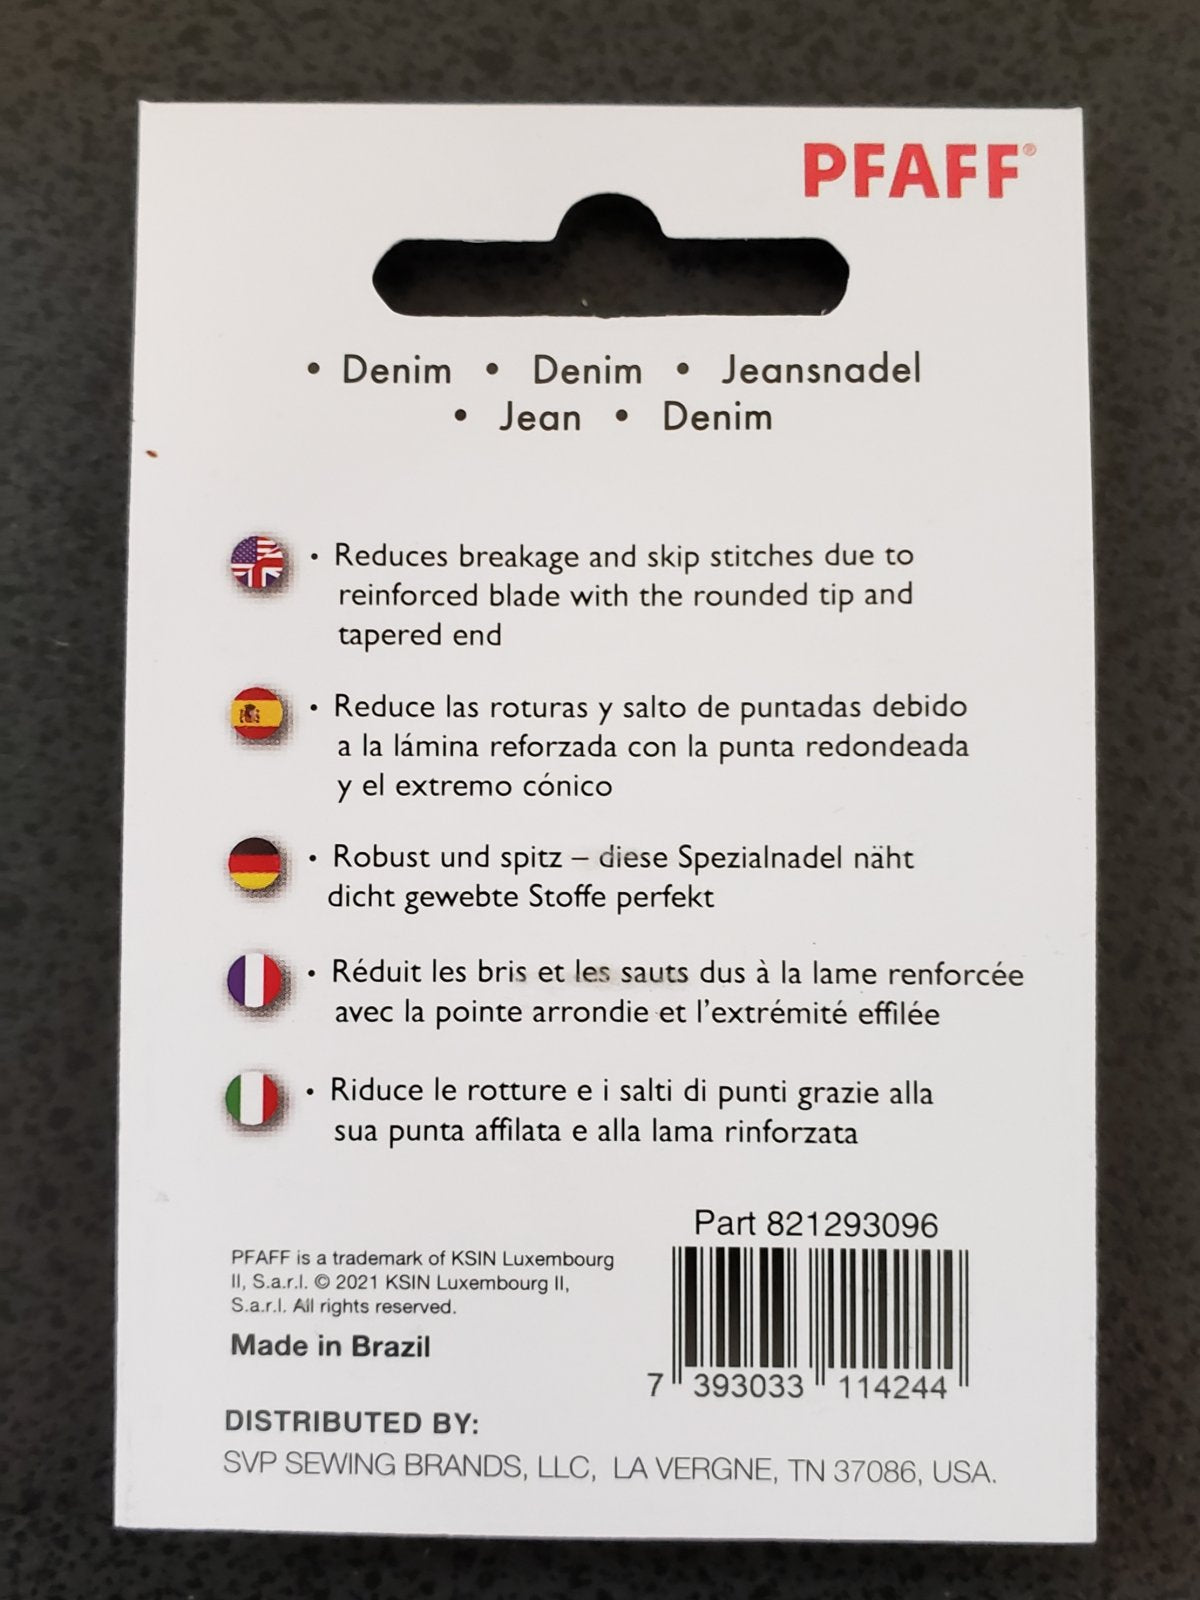 PFAFF®
• Denim • Denim • Jeansnadel
• Jean • Denim
• Reduces breakage and skip stitches due to
reinforced blade with the rounded tip and
tapered end
• Reduce las roturas y salto de puntadas debido
a la lámina reforzada con la punta redondeada
y el extremo cónico
• Robust und spitz – diese Spezialnadel näht
dicht gewebte Stoffe perfekt
• Réduit les bris et les sauts dus à la lame renforcée
avec la pointe arrondie et l'extrémité effilée
• Riduce le rotture e i salti di punti grazie alla
sua punta affilata e alla lama rinforzata
Part 821293096
7 393033 114244
PFAFF is a trademark of KSIN Luxembourg
II, S.a.r.l. © 2021 KSIN Luxembourg II,
S.a.r.l. All rights reserved.
Made in Brazil
DISTRIBUTED BY:
SVP SEWING BRANDS, LLC, LA VERGNE, TN 37086, USA.